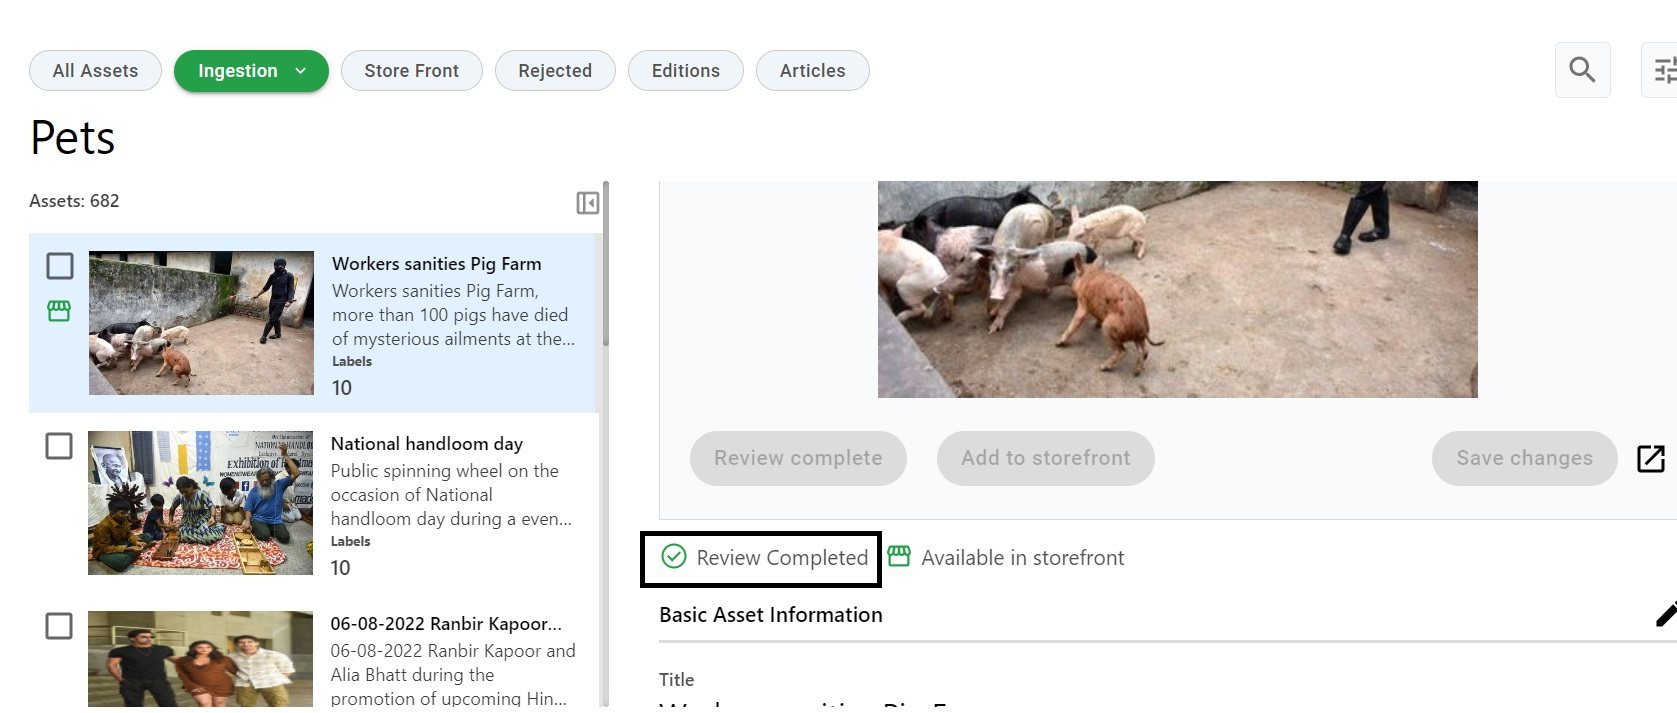 All Assets
Ingestion
Store Front
Rejected
Editions
Articles
Pets
Assets: 682
Workers sanities Pig Farm
Workers sanities Pig Farm,
more than 100 pigs have died
of mysterious ailments at the...
Labels
10
National handloom day
Public spinning wheel on the
occasion of National
handloom day during a even...
Labels
10
06-08-2022 Ranbir Kapoor...
06-08-2022 Ranbir Kapoor and
Alia Bhatt during the
promotion of upcoming Hin...
Review complete
Add to storefront
Save changes
Review Completed
Available in storefront
Basic Asset Information
Title